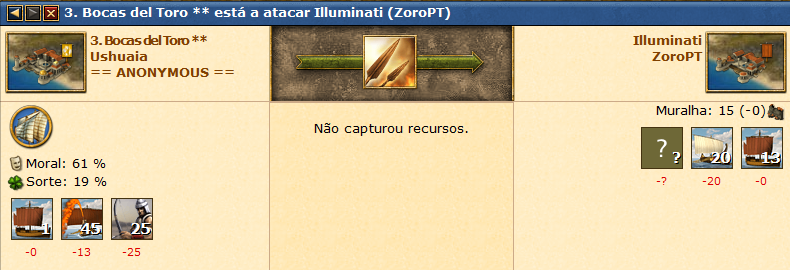 3. Bocas del Toro ** está a atacar Illuminati (ZoroPT)
3. Bocas del Toro **
Ushuaia
== ANONYMOUS ==
Illuminati
ZoroPT
Moral: 61 %
Sorte: 19 %
1 45 25
-0 -13 -25
Não capturou recursos.
Muralha: 15 (-0)
? ? 20 13
-? -20 -0